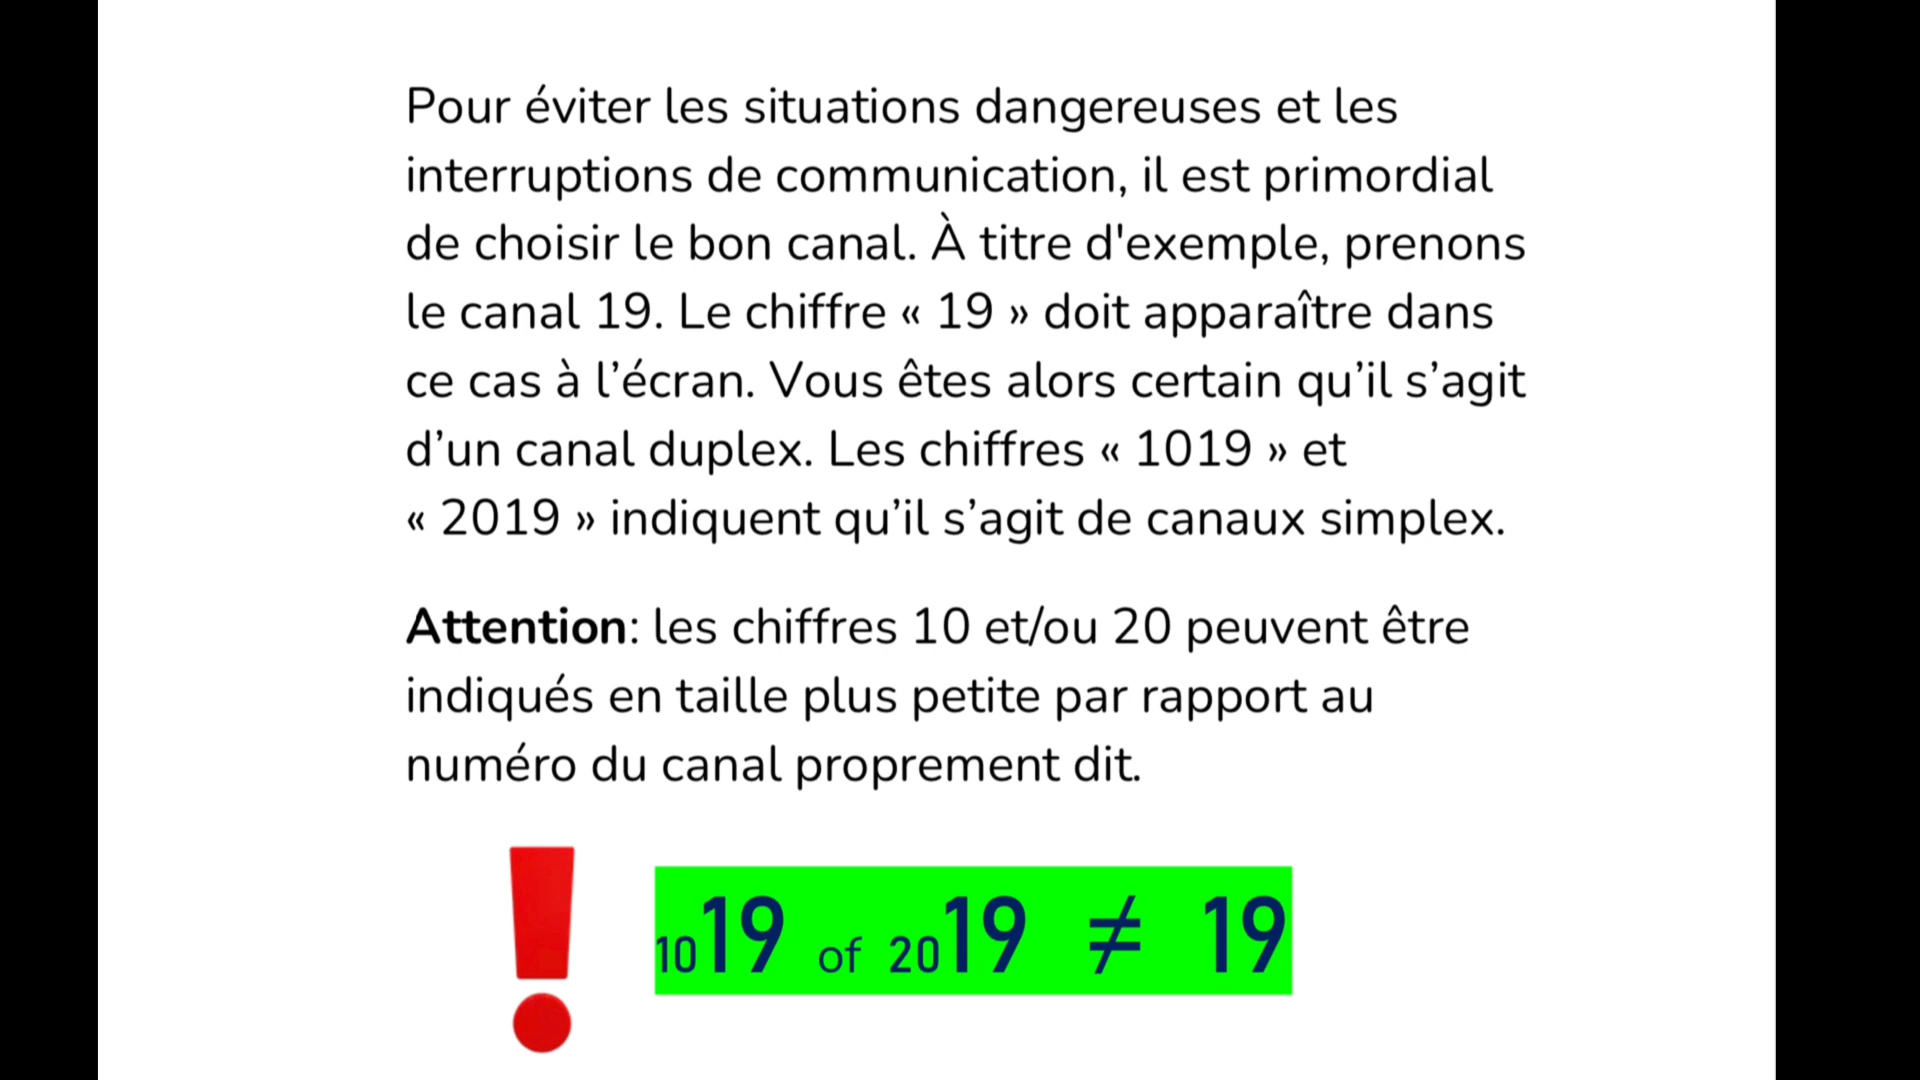 Pour éviter les situations dangereuses et les
interruptions de communication, il est primordial
de choisir le bon canal. À titre d'exemple, prenons
le canal 19. Le chiffre « 19 » doit apparaître dans
ce cas à l’écran. Vous êtes alors certain qu’il s’agit
d’un canal duplex. Les chiffres « 1019 » et
« 2019 » indiquent qu’il s’agit de canaux simplex.
Attention: les chiffres 10 et/ou 20 peuvent être
indiqués en taille plus petite par rapport au
numéro du canal proprement dit.
1019 of 2019 ≠ 19